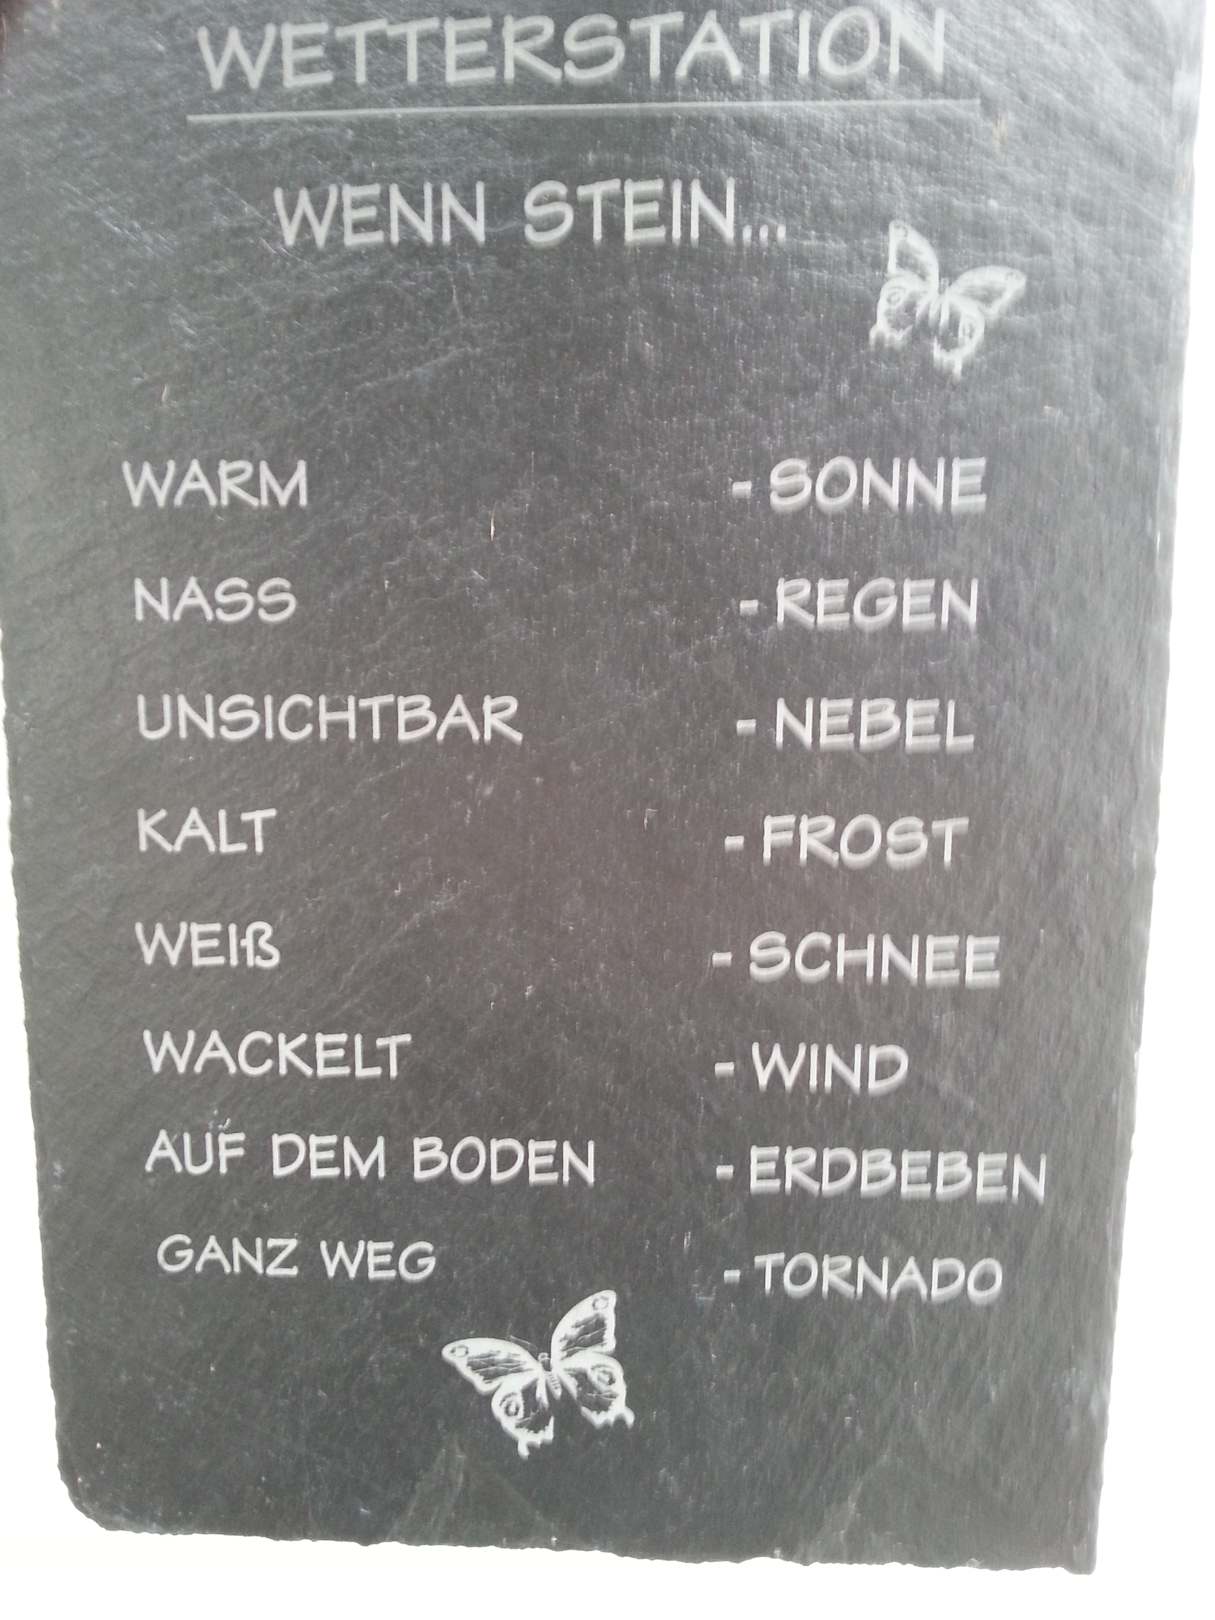 WETTERSTATION
WENN STEIN...
WARM - SONNE
NASS - REGEN
UNSICHTBAR - NEBEL
KALT - FROST
WEIß - SCHNEE
WACKELT - WIND
AUF DEM BODEN - ERDBEBEN
GANZ WEG - TORNADO